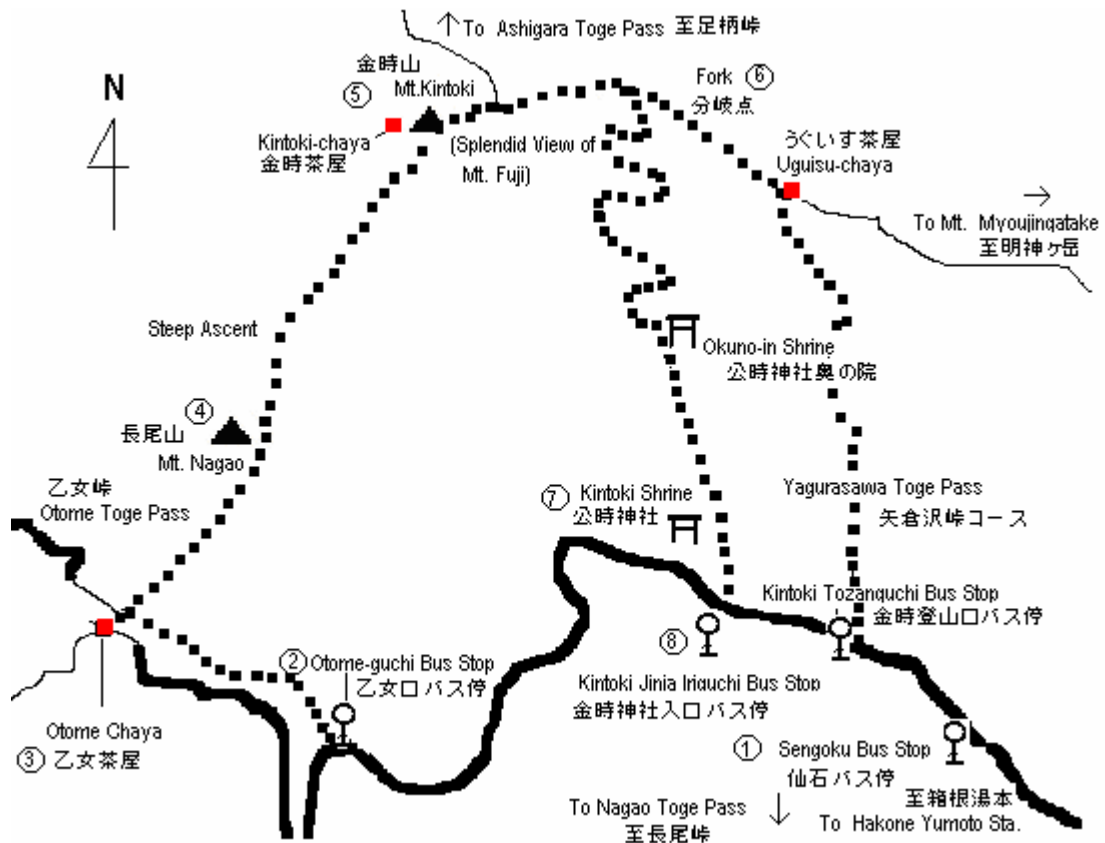 To Ashigara Toge Pass 至足柄峠
N
金時山
Mt.Kintoki
⑤
Kintoki-chaya
金時茶屋
(Splendid View of
Mt. Fuji)
Fork ⑥
分岐点
うぐいす茶屋
Uguisu-chaya
To Mt. Myoujingatake
至明神ヶ岳
Steep Ascent
Okuno-in Shrine
公時神社奥の院
④
長尾山
Mt. Nagao
乙女峠
Otome Toge Pass
⑦ Kintoki Shrine
公時神社
Yagurasawa Toge Pass
矢倉沢峠コース
Kintoki Tozanguchi Bus Stop
金時登山口バス停
② Otome-guchi Bus Stop
乙女口バス停
⑧
Kintoki Jinia Iriguchi Bus Stop
金時神社入口バス停
Otome Chaya
③ 乙女茶屋
① Sengoku Bus Stop
仙石バス停
To Nagao Toge Pass
至長尾峠
至箱根湯本
To Hakone Yumoto Sta.